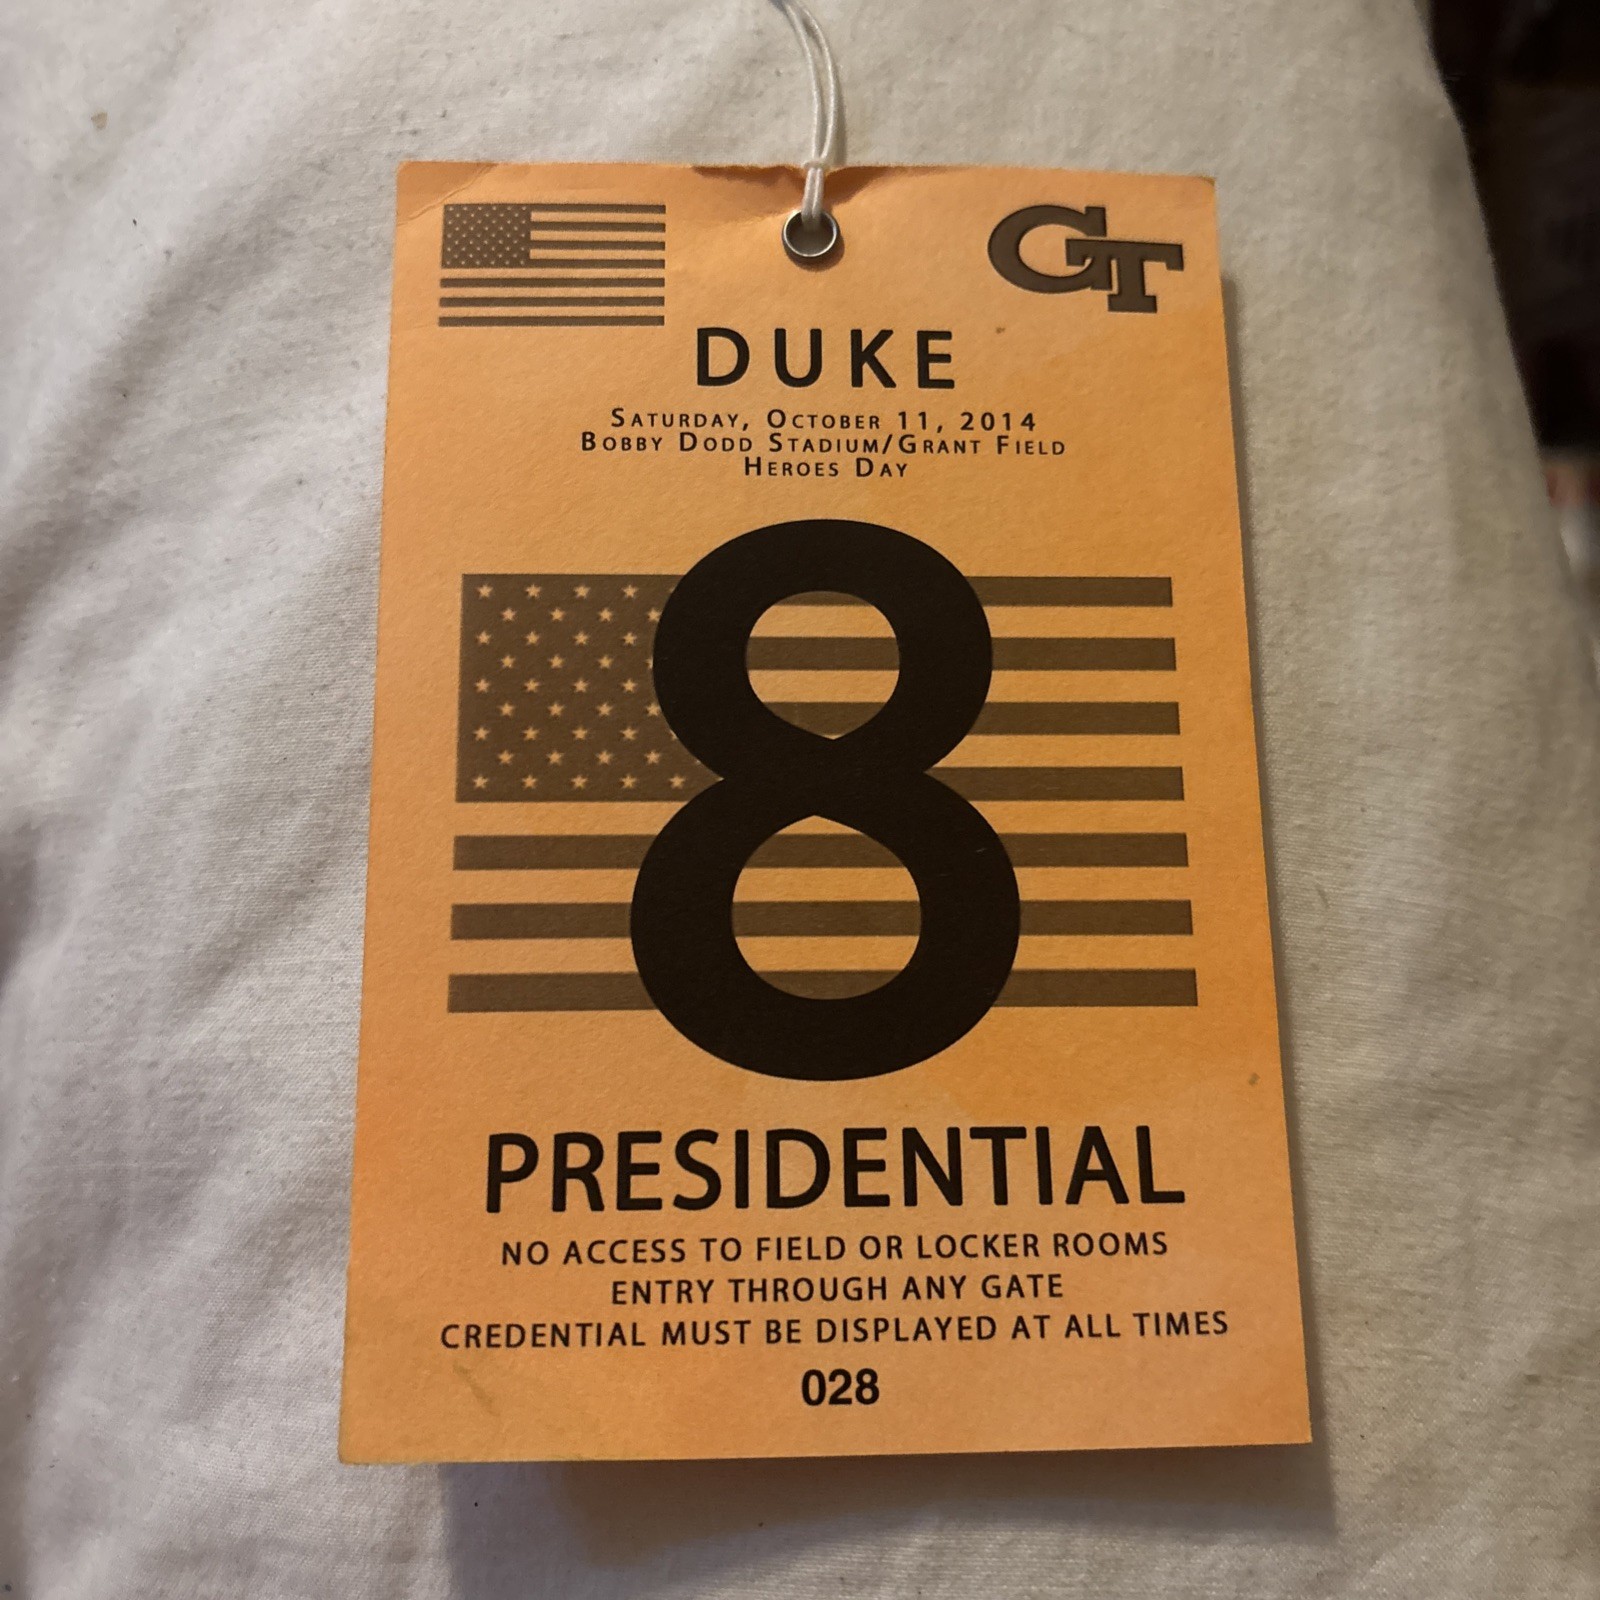 GT
DUKE
Saturday, October 11, 2014
Bobby Dodd Stadium/Grant Field
Heroes Day
8
PRESIDENTIAL
NO ACCESS TO FIELD OR LOCKER ROOMS
ENTRY THROUGH ANY GATE
CREDENTIAL MUST BE DISPLAYED AT ALL TIMES
028